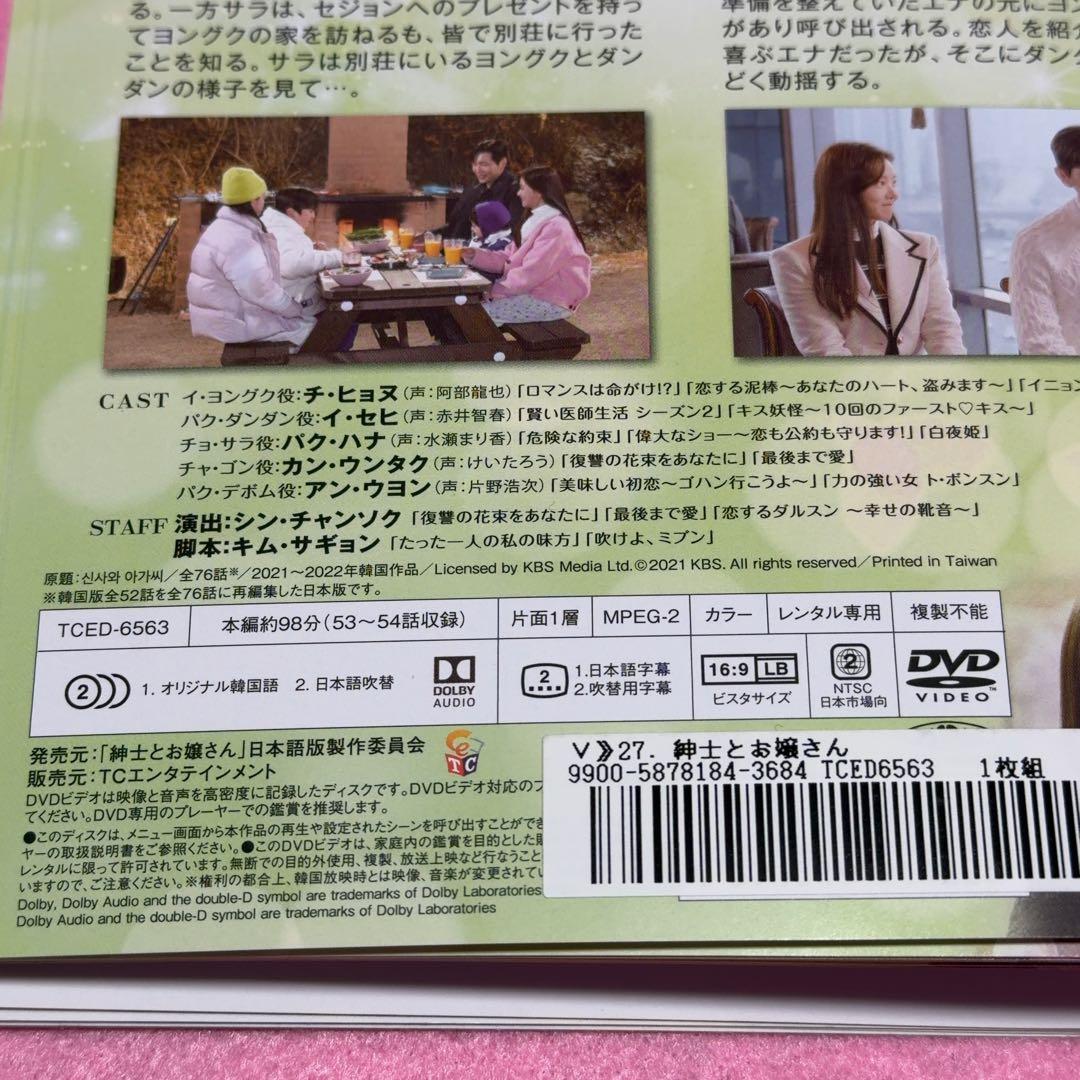 る。一方サラは、セジョンへのプレゼントを持っ
てヨングクの家を訪ねるも、皆で別荘に行った
ことを知る。サラは別荘にいるヨングクとダン
ダンの様子を見て…。
準備を整えていたエナの元にヨン
があり呼び出される。恋人を紹介
喜ぶエナだったが、そこにダンク
どく動揺する。
CAST イ・ヨングク役:チ・ヒョヌ(声:阿部龍也)「ロマンスは命がけ!?」「恋する泥棒〜あなたのハート、盗みます〜」「イニョン
パク・ダンダン役:イ・セヒ(声:赤井智春)「賢い医師生活 シーズン2」「キス妖怪〜10回のファースト♡キス〜」
チョ・サラ役:パク・ハナ(声:水瀬まり香)「危険な約束」「偉大なショー〜恋も公約も守ります!」「白夜姫」
チャ・ゴン役:カン・ウンタク(声:けいたろう)「復讐の花束をあなたに」「最後まで愛」
パク・デボム役:アン・ウヨン(声:片野浩次)「美味しい初恋〜ゴハン行こうよ〜」「力の強い女 ト・ボンスン」
STAFF 演出:シン・チャンソク「復讐の花束をあなたに」「最後まで愛」「恋するダルスン 〜幸せの靴音〜」
脚本:キム・サギョン「たった一人の私の味方」「吹けよ、ミプン」
原題:신사와 아가씨/全76話※/2021〜2022年韓国作品/Licensed by KBS Media Ltd.©2021 KBS. All rights reserved/Printed in Taiwan
※韓国版全52話を全76話に再編集した日本版です。
TCED-6563 本編約98分(53〜54話収録) 片面1層 MPEG-2 カラー レンタル専用 複製不能
2 1. オリジナル韓国語 2. 日本語吹替 DOLBY AUDIO 2 1.日本語字幕 2.吹替用字幕 16:9 LB ビスタサイズ 2 NTSC 日本市場向 DVD VIDEO
発売元:「紳士とお嬢さん」日本語版製作委員会
販売元:TCエンタテインメント
DVDビデオは映像と音声を高密度に記録したディスクです。DVDビデオ対応のプ
てください。DVD専用のプレーヤーでの鑑賞を推奨します。
●このディスクは、メニュー画面から本作品の再生や設定されたシーンを呼び出すことができ
ヤーの取扱説明書をご参照ください。●このDVDビデオは、家庭内の鑑賞を目的とした販
レンタルに限って許可されています。無断での目的外使用、複製、放送上映など行なうこと
いますので、ご注意ください。※権利の都合上、韓国放映時とは映像、音楽が変更されてい
Dolby, Dolby Audio and the double-D symbol are trademarks of Dolby Laboratories.
Dolby Audio and the double-D symbol are trademarks of Dolby Laboratories
V》27. 紳士とお嬢さん
9900-5878184-3684 TCED6563 1枚組